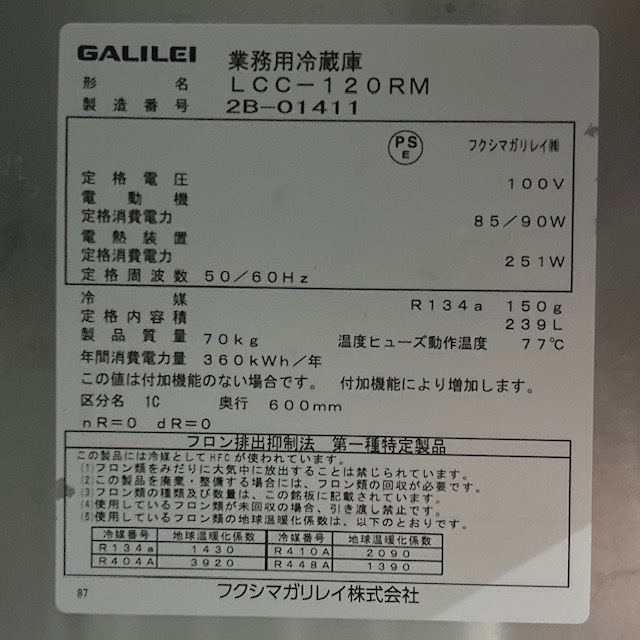 GALILEI 業務用冷蔵庫
形名 LCC-120RM
製造番号 2B-01411
PSE フクシマガリレイ㈱
定格電圧 100V
電動機
定格消費電力 85/90W
電熱装置
定格消費電力 251W
定格周波数 50/60Hz
冷媒 R134a 150g
定格内容積 239L
製品質量 70kg 温度ヒューズ動作温度 77℃
年間消費電力量 360kWh/年
この値は付加機能のない場合です。 付加機能により増加します。
区分名 1C 奥行 600mm
nR=0 dR=0
フロン排出抑制法 第一種特定製品
この製品には冷媒としてHFCが使われています。
(1)フロン類をみだりに大気中に放出することは禁じられています。
(2)この製品を廃棄・整備する場合には、フロン類の回収が必要です。
(3)フロン類の種類及び数量は、この銘板に記載されています。
(4)使用しているフロン類が未回収の場合、引き渡し禁止です。
(5)使用しているフロン類の地球温暖化係数は、以下のとおりです。
冷媒番号 地球温暖化係数 冷媒番号 地球温暖化係数
R134a 1430 R410A 2090
R404A 3920 R448A 1390
87 フクシマガリレイ株式会社